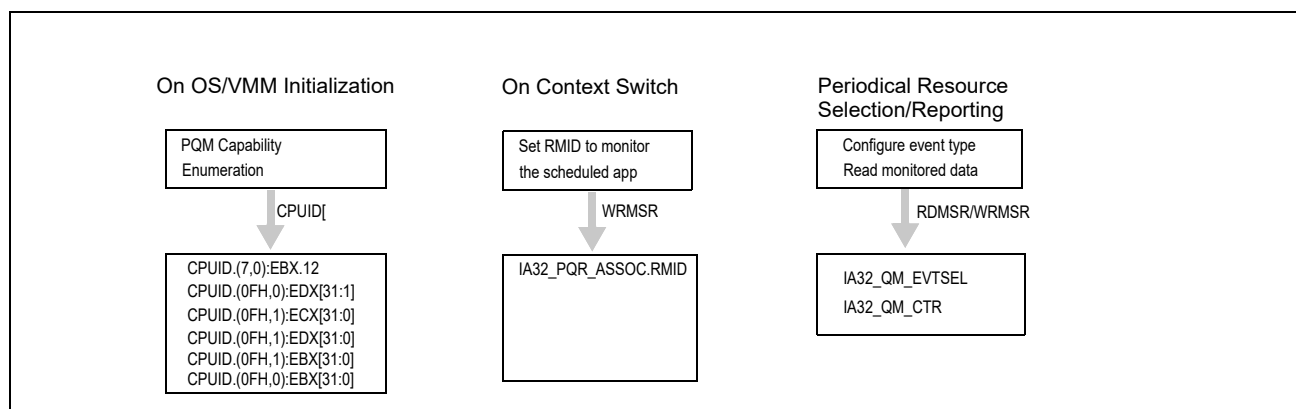 On OS/VMM Initialization
PQM Capability
Enumeration
CPUID[
CPUID.(7,0):EBX.12
CPUID.(0FH,0):EDX[31:1]
CPUID.(0FH,1):ECX[31:0]
CPUID.(0FH,1):EDX[31:0]
CPUID.(0FH,1):EBX[31:0]
CPUID.(0FH,0):EBX[31:0]
On Context Switch
Set RMID to monitor
the scheduled app
WRMSR
IA32_PQR_ASSOC.RMID
Periodical Resource
Selection/Reporting
Configure event type
Read monitored data
RDMSR/WRMSR
IA32_QM_EVTSEL
IA32_QM_CTR